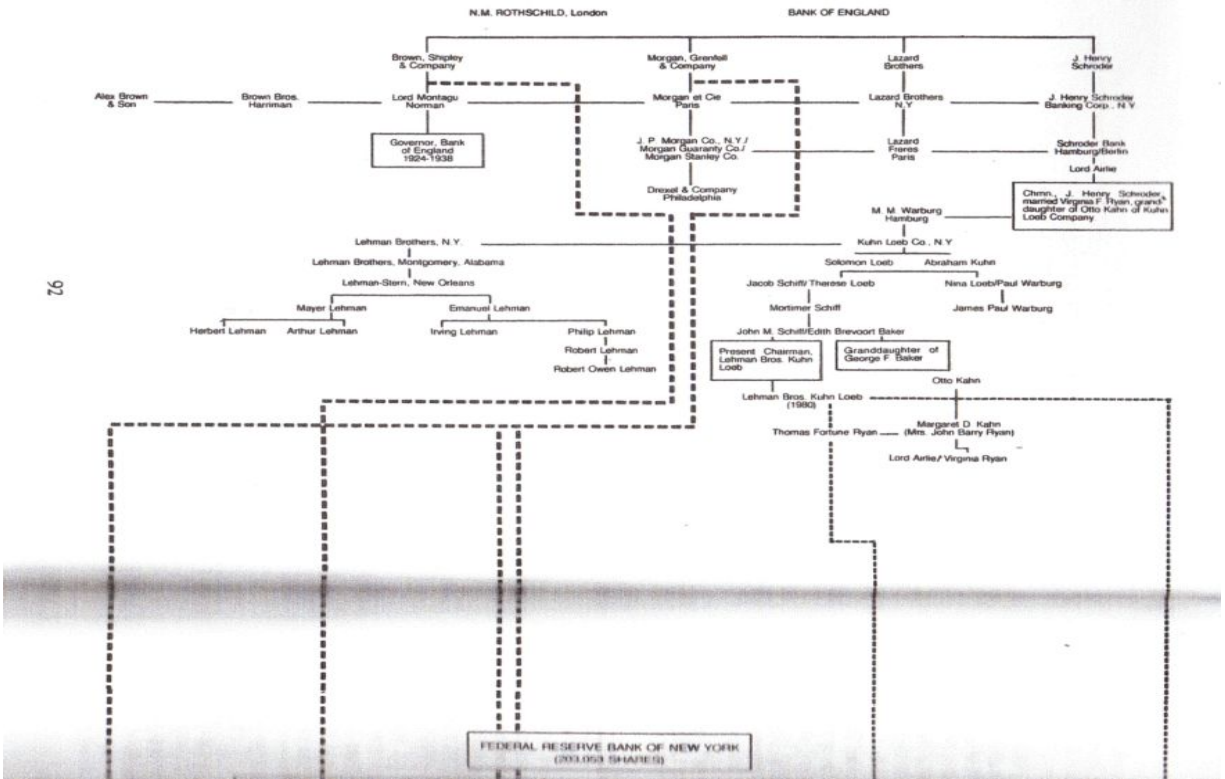 N.M. ROTHSCHILD, London
BANK OF ENGLAND
Brown, Shipley
& Company
Morgan, Grenfell
& Company
Lazard
Brothers
J. Henry
Schroder
Alex Brown
& Son
Brown Bros.
Harriman
Lord Montagu
Norman
Morgan et Cie
Paris
Lazard Brothers
N.Y
J. Henry Schroder
Banking Corp., N.Y
Governor, Bank
of England
1924-1938
J. P. Morgan Co., N.Y./
Morgan Guaranty Co./
Morgan Stanley Co.
Lazard
Freres
Paris
Schroder Bank
Hamburg/Berlin
Drexel & Company
Philadelphia
Lord Airlie
Chmn., J. Henry Schroder,
married Virginia F. Ryan, grand-
daughter of Otto Kahn of Kuhn
Loeb Company
M. M. Warburg
Hamburg
Lehman Brothers, N.Y.
Kuhn Loeb Co., N.Y
Lehman Brothers, Montgomery, Alabama
Solomon Loeb
Abraham Kuhn
Lehman-Stern, New Orleans
Jacob Schiff/Therese Loeb
Nina Loeb/Paul Warburg
Mayer Lehman
Emanuel Lehman
Mortimer Schiff
James Paul Warburg
Herbert Lehman
Arthur Lehman
Irving Lehman
Philip Lehman
John M. Schiff/Edith Brevoort Baker
Robert Lehman
Present Chairman,
Lehman Bros. Kuhn
Loeb
Granddaughter of
George F. Baker
Robert Owen Lehman
Otto Kahn
Lehman Bros. Kuhn Loeb
(1980)
Thomas Fortune Ryan
Margaret D. Kahn
(Mrs. John Barry Ryan)
Lord Airlie/Virginia Ryan
92
FEDERAL RESERVE BANK OF NEW YORK
(203,053 SHARES)